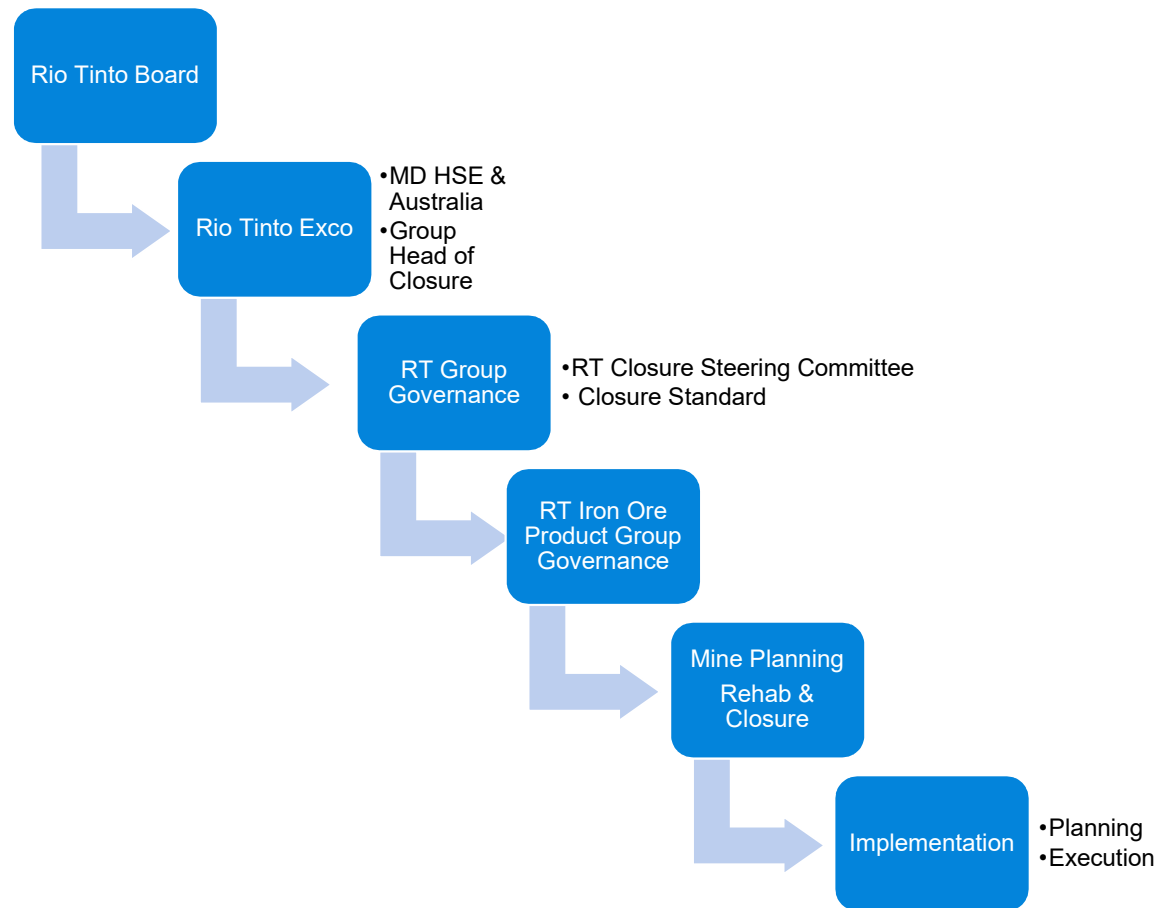 Rio Tinto Board
Rio Tinto Exco
•MD HSE &
Australia
•Group
Head of
Closure
RT Group
Governance
•RT Closure Steering Committee
• Closure Standard
RT Iron Ore
Product Group
Governance
Mine Planning
Rehab &
Closure
Implementation
•Planning
•Execution